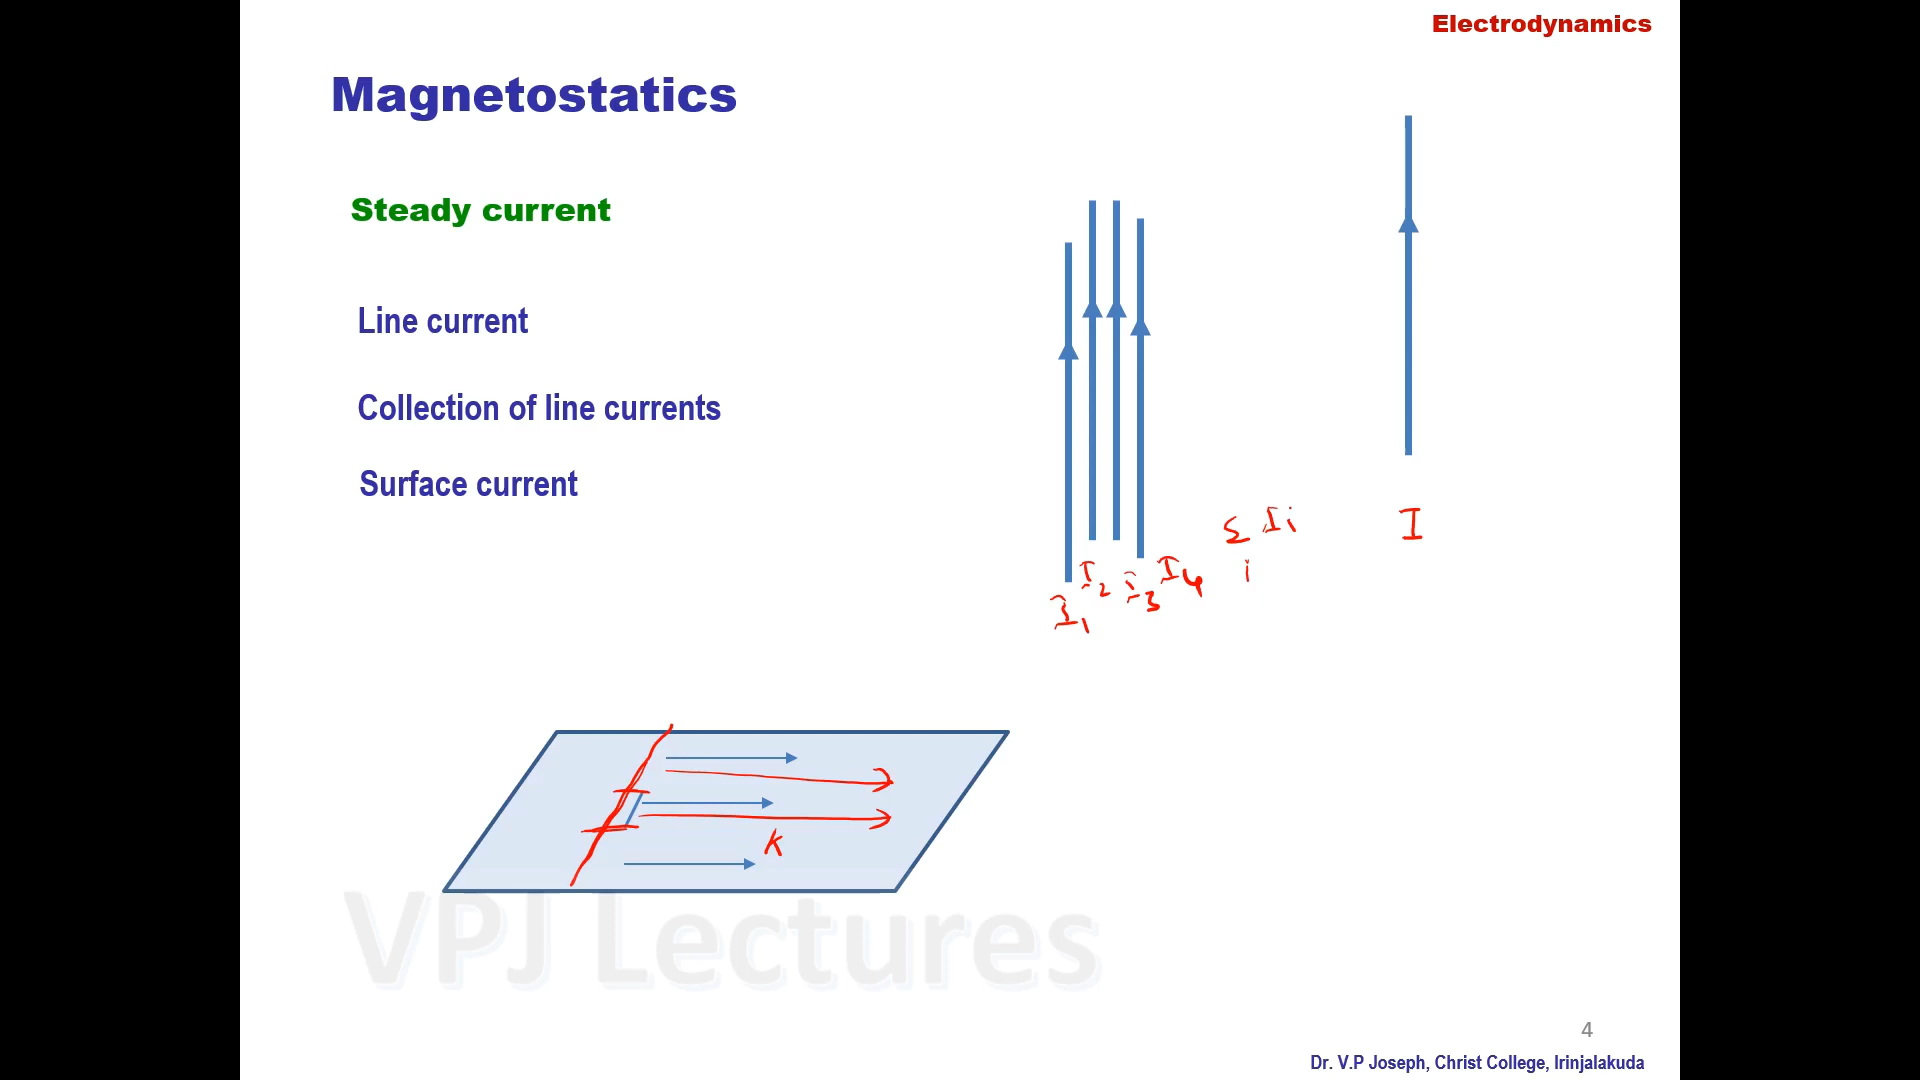 Electrodynamics
Magnetostatics
Steady current
Line current
Collection of line currents
Surface current
Σ Ii
i
I
I1 I2 I3 I4
K
VPJ Lectures
4
Dr. V.P Joseph, Christ College, Irinjalakuda